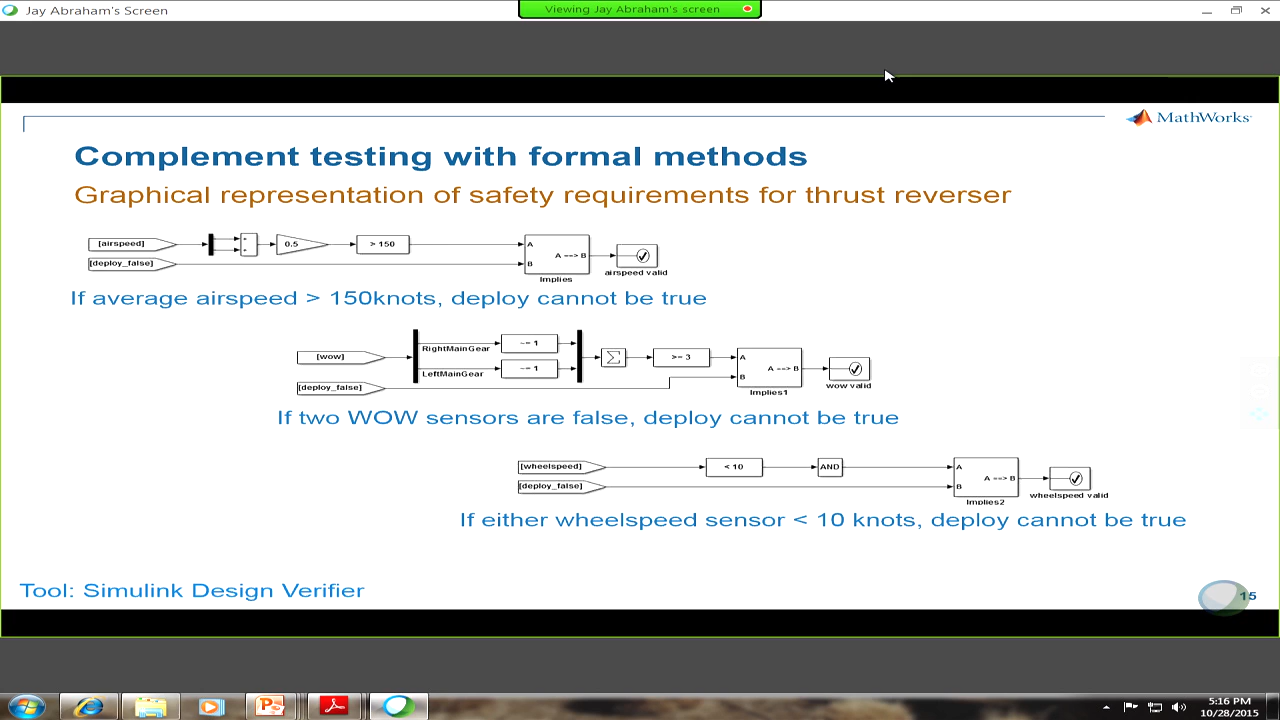 Jay Abraham's Screen
Viewing Jay Abraham's screen
MathWorks
Complement testing with formal methods
Graphical representation of safety requirements for thrust reverser
[airspeed]
0.5
> 150
A
A ==> B
[deploy_false]
B
Implies
airspeed valid
If average airspeed > 150knots, deploy cannot be true
[wow]
RightMainGear
~= 1
LeftMainGear
~= 1
>= 3
A
A ==> B
[deploy_false]
B
Implies1
wow valid
If two WOW sensors are false, deploy cannot be true
[wheelspeed]
< 10
AND
A
A ==> B
[deploy_false]
B
Implies2
wheelspeed valid
If either wheelspeed sensor < 10 knots, deploy cannot be true
Tool: Simulink Design Verifier
15
5:16 PM
10/28/2015